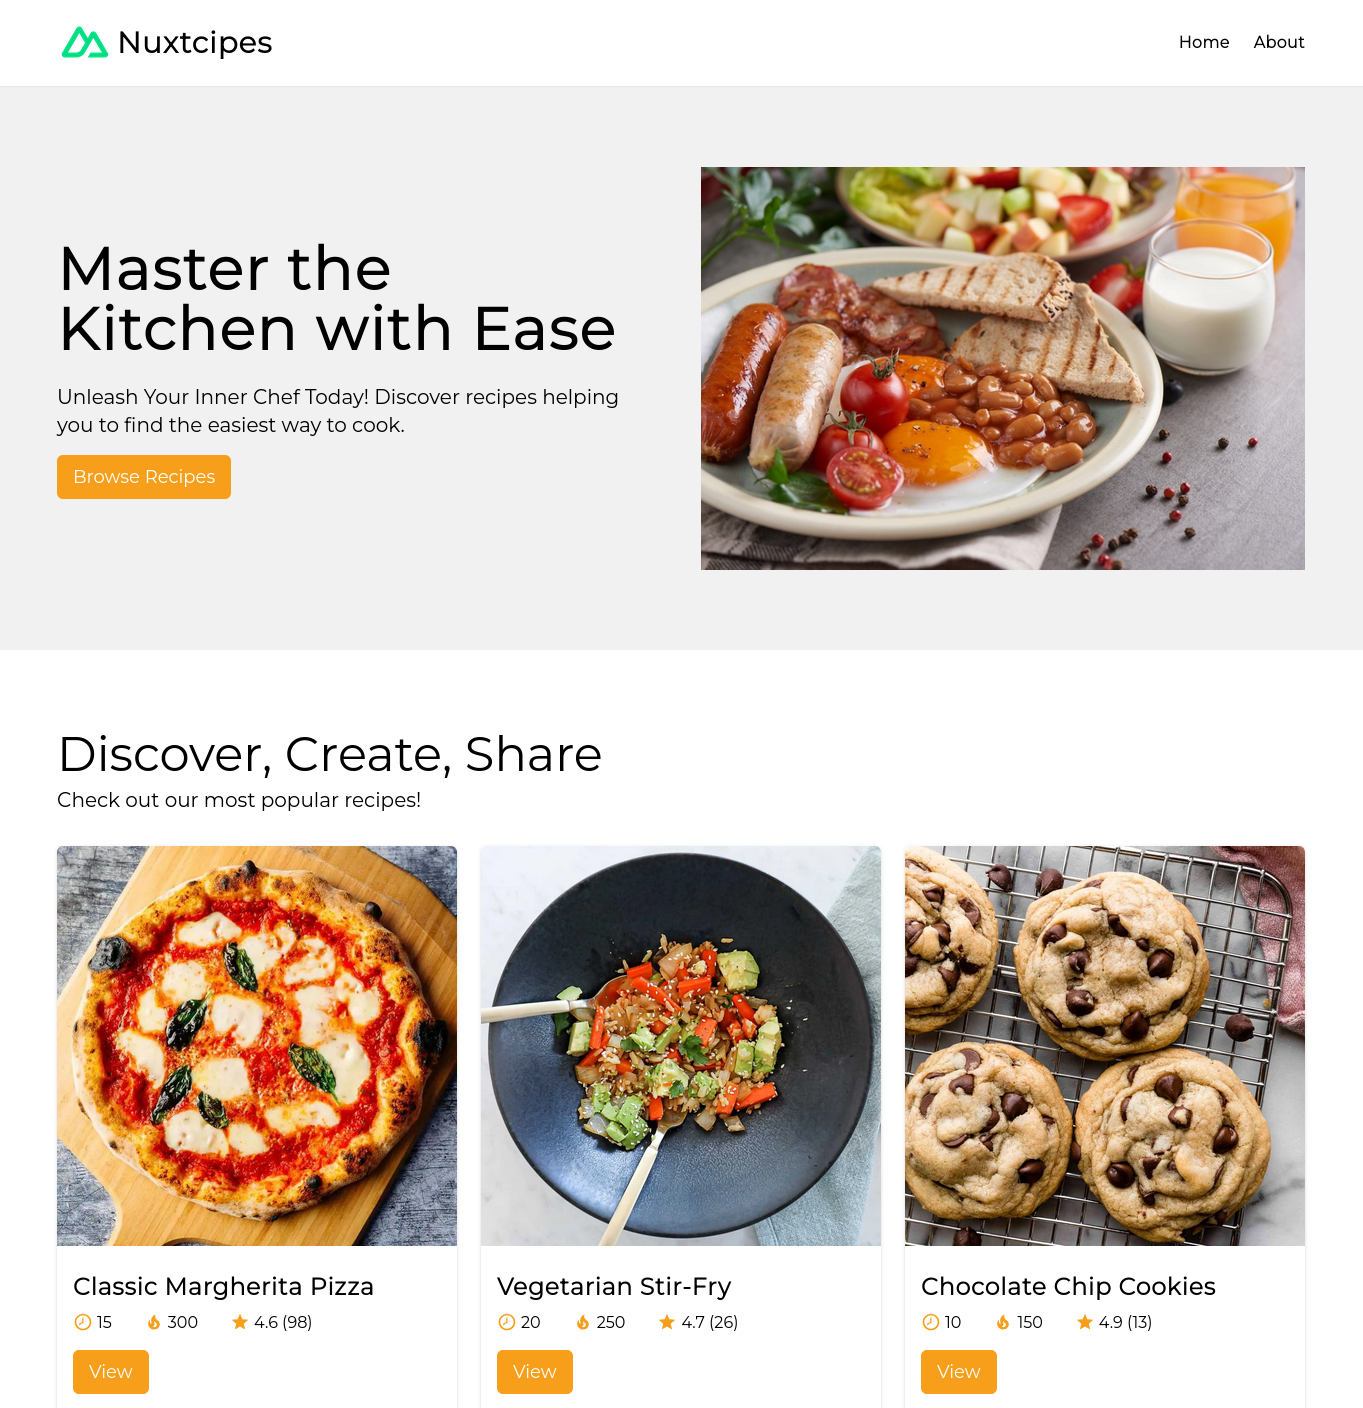 Nuxtcipes
Home About
Master the
Kitchen with Ease
Unleash Your Inner Chef Today! Discover recipes helping
you to find the easiest way to cook.
Browse Recipes
Discover, Create, Share
Check out our most popular recipes!
Classic Margherita Pizza
15 300 4.6 (98)
View
Vegetarian Stir-Fry
20 250 4.7 (26)
View
Chocolate Chip Cookies
10 150 4.9 (13)
View